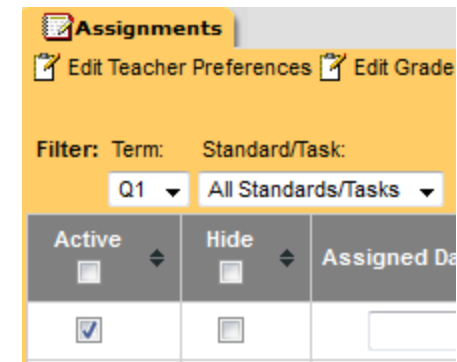 Assignments
Edit Teacher Preferences Edit Grade
Filter: Term: Standard/Task:
Q1 All Standards/Tasks
Active Hide Assigned Da